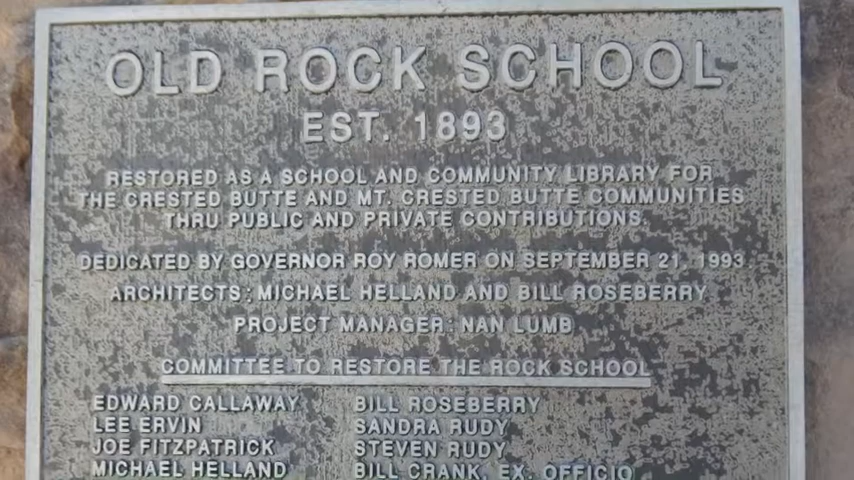 OLD ROCK SCHOOL
EST. 1893
RESTORED AS A SCHOOL AND COMMUNITY LIBRARY FOR
THE CRESTED BUTTE AND MT. CRESTED BUTTE COMMUNITIES
THRU PUBLIC AND PRIVATE CONTRIBUTIONS.
DEDICATED BY GOVERNOR ROY ROMER ON SEPTEMBER 21, 1993.
ARCHITECTS: MICHAEL HELLAND AND BILL ROSEBERRY
PROJECT MANAGER: NAN LUMB
COMMITTEE TO RESTORE THE ROCK SCHOOL
EDWARD CALLAWAY BILL ROSEBERRY
LEE ERVIN SANDRA RUDY
JOE FITZPATRICK STEVEN RUDY
MICHAEL HELLAND BILL CRANK, EX. OFFICIO